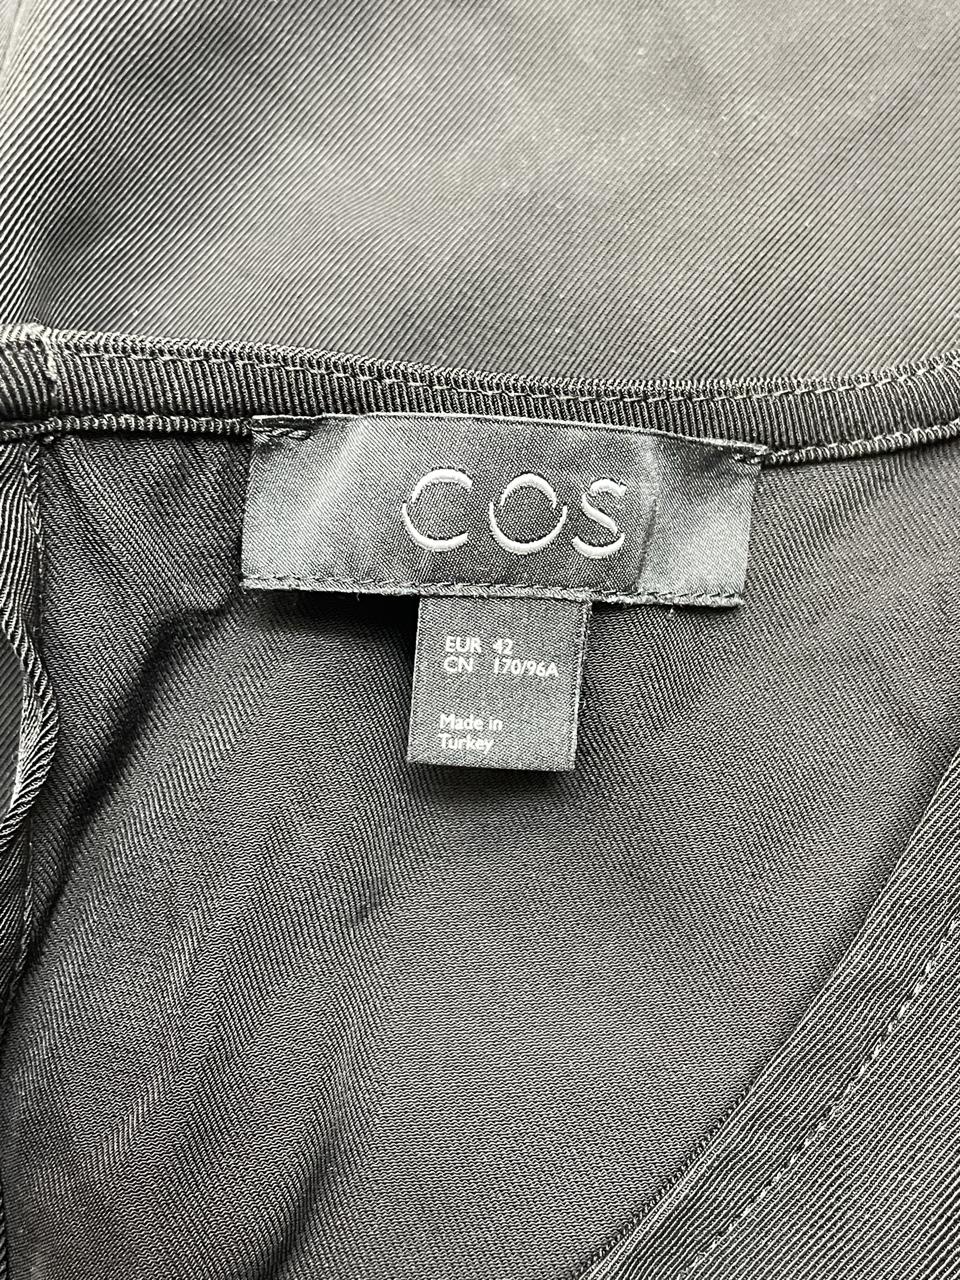 COS
EUR 42
CN 170/96A
Made in
Turkey